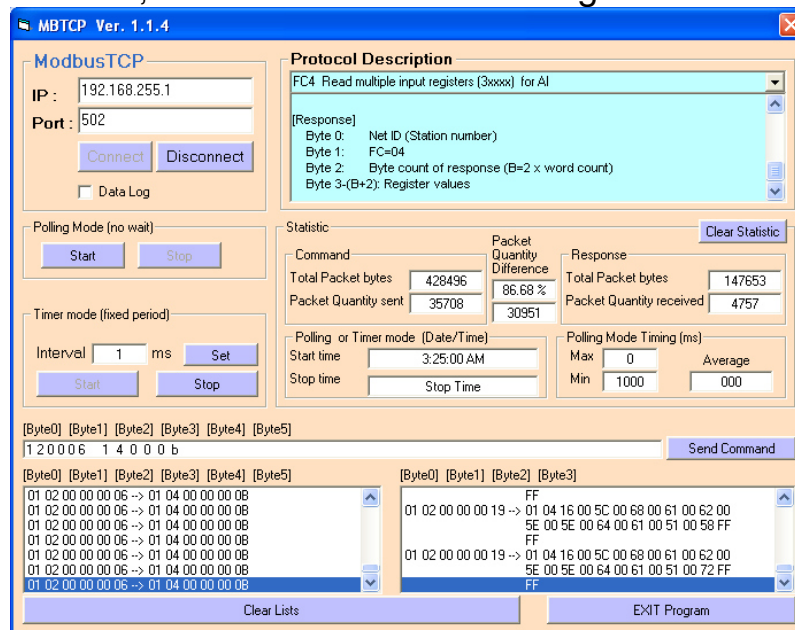 MBTCP Ver. 1.1.4
ModbusTCP
IP : 192.168.255.1
Port : 502
Connect Disconnect
Data Log
Protocol Description
FC4 Read multiple input registers (3xxxx) for AI
[Response]
Byte 0: Net ID (Station number)
Byte 1: FC=04
Byte 2: Byte count of response (B=2 x word count)
Byte 3-(B+2): Register values
Polling Mode (no wait)
Start Stop
Timer mode (fixed period)
Interval 1 ms Set
Start Stop
Statistic
Clear Statistic
Command
Total Packet bytes 428496
Packet Quantity sent 35708
Packet
Quantity
Difference
86.68 %
30951
Response
Total Packet bytes 147653
Packet Quantity received 4757
Polling or Timer mode (Date/Time)
Start time 3:25:00 AM
Stop time Stop Time
Polling Mode Timing (ms)
Max 0 Average
Min 1000 000
[Byte0] [Byte1] [Byte2] [Byte3] [Byte4] [Byte5]
1 2 0 0 0 6 1 4 0 0 0 b
Send Command
[Byte0] [Byte1] [Byte2] [Byte3] [Byte4] [Byte5]
01 02 00 00 00 06 --> 01 04 00 00 00 0B
01 02 00 00 00 06 --> 01 04 00 00 00 0B
01 02 00 00 00 06 --> 01 04 00 00 00 0B
01 02 00 00 00 06 --> 01 04 00 00 00 0B
01 02 00 00 00 06 --> 01 04 00 00 00 0B
01 02 00 00 00 06 --> 01 04 00 00 00 0B
01 02 00 00 00 06 --> 01 04 00 00 00 0B
[Byte0] [Byte1] [Byte2] [Byte3]
FF
01 02 00 00 00 19 --> 01 04 16 00 5C 00 68 00 61 00 62 00
5E 00 5E 00 64 00 61 00 51 00 58 FF
FF
01 02 00 00 00 19 --> 01 04 16 00 5C 00 68 00 61 00 62 00
5E 00 5E 00 64 00 61 00 51 00 72 FF
FF
Clear Lists
EXIT Program